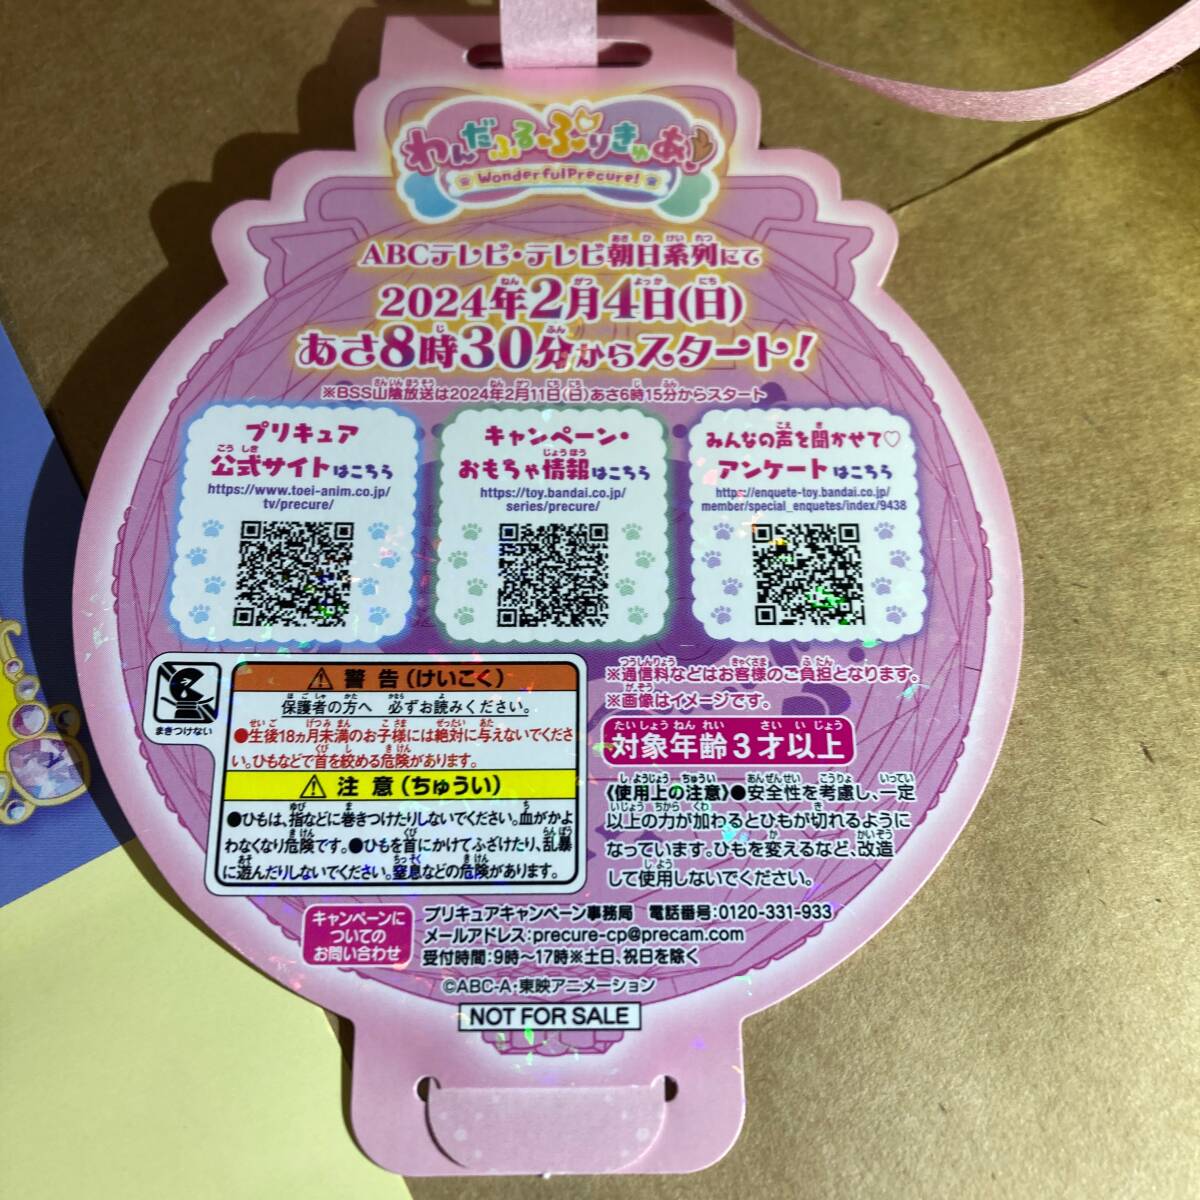 わんだふるぷりきゅあ!
WonderfulPrecure!
ABCテレビ・テレビ朝日系列にて
2024年2月4日(日)
あさ8時30分からスタート!
※BSS山陰放送は2024年2月11日(日)あさ6時15分からスタート
プリキュア
公式サイトはこちら
https://www.toei-anim.co.jp/
tv/precure/
キャンペーン・
おもちゃ情報はこちら
https://toy.bandai.co.jp/
series/precure/
みんなの声を聞かせて♡
アンケートはこちら
https://enquete-toy.bandai.co.jp/
member/special_enquetes/index/9438
まきつけない
⚠警告(けいこく)
保護者の方へ 必ずお読みください。
●生後18ヵ月未満のお子様には絶対に与えないでくださ
い。ひもなどで首を絞める危険があります。
⚠注意(ちゅうい)
●ひもは、指などに巻きつけたりしないでください。血がかよ
わなくなり危険です。●ひもを首にかけてふざけたり、乱暴
に遊んだりしないでください。窒息などの危険があります。
※通信料などはお客様のご負担となります。
※画像はイメージです。
対象年齢3才以上
《使用上の注意》●安全性を考慮し、一定
以上の力が加わるとひもが切れるように
なっています。ひもを変えるなど、改造
して使用しないでください。
キャンペーンに
ついての
お問い合わせ
プリキュアキャンペーン事務局 電話番号:0120-331-933
メールアドレス:precure-cp@precam.com
受付時間:9時〜17時※土日、祝日を除く
©ABC-A・東映アニメーション
NOT FOR SALE